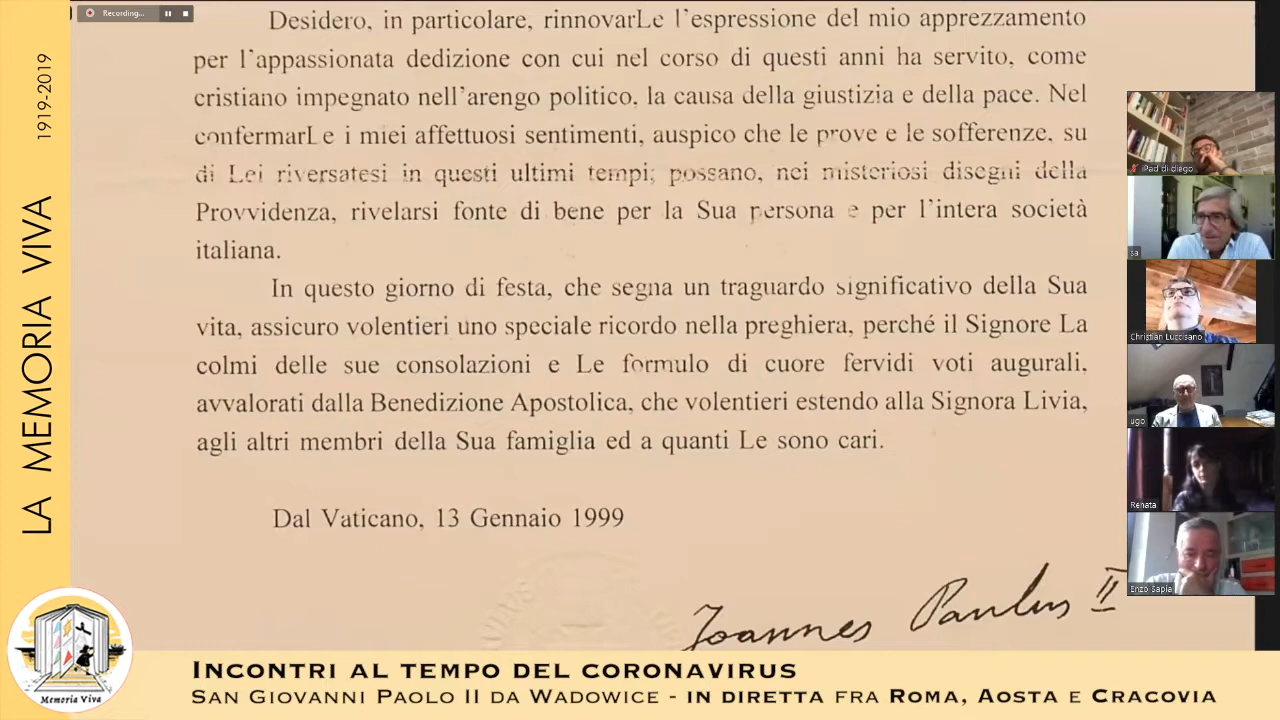 Recording...
LA MEMORIA VIVA 1919-2019
Desidero, in particolare, rinnovarLe l'espressione del mio apprezzamento
per l'appassionata dedizione con cui nel corso di questi anni ha servito, come
cristiano impegnato nell'arengo politico, la causa della giustizia e della pace. Nel
confermarLe i miei affettuosi sentimenti, auspico che le prove e le sofferenze, su
di Lei riversatesi in questi ultimi tempi, possano, nei misteriosi disegni della
Provvidenza, rivelarsi fonte di bene per la Sua persona e per l'intera società
italiana.
In questo giorno di festa, che segna un traguardo significativo della Sua
vita, assicuro volentieri uno speciale ricordo nella preghiera, perché il Signore La
colmi delle sue consolazioni e Le formulo di cuore fervidi voti augurali,
avvalorati dalla Benedizione Apostolica, che volentieri estendo alla Signora Livia,
agli altri membri della Sua famiglia ed a quanti Le sono cari.
Dal Vaticano, 13 Gennaio 1999
Joannes Paulus II
Pad di diego
sa
Christian Luccisano
ugo
Renata
Enzo Sapia
Memoria Viva
INCONTRI AL TEMPO DEL CORONAVIRUS
SAN GIOVANNI PAOLO II DA WADOWICE - IN DIRETTA FRA ROMA, AOSTA E CRACOVIA